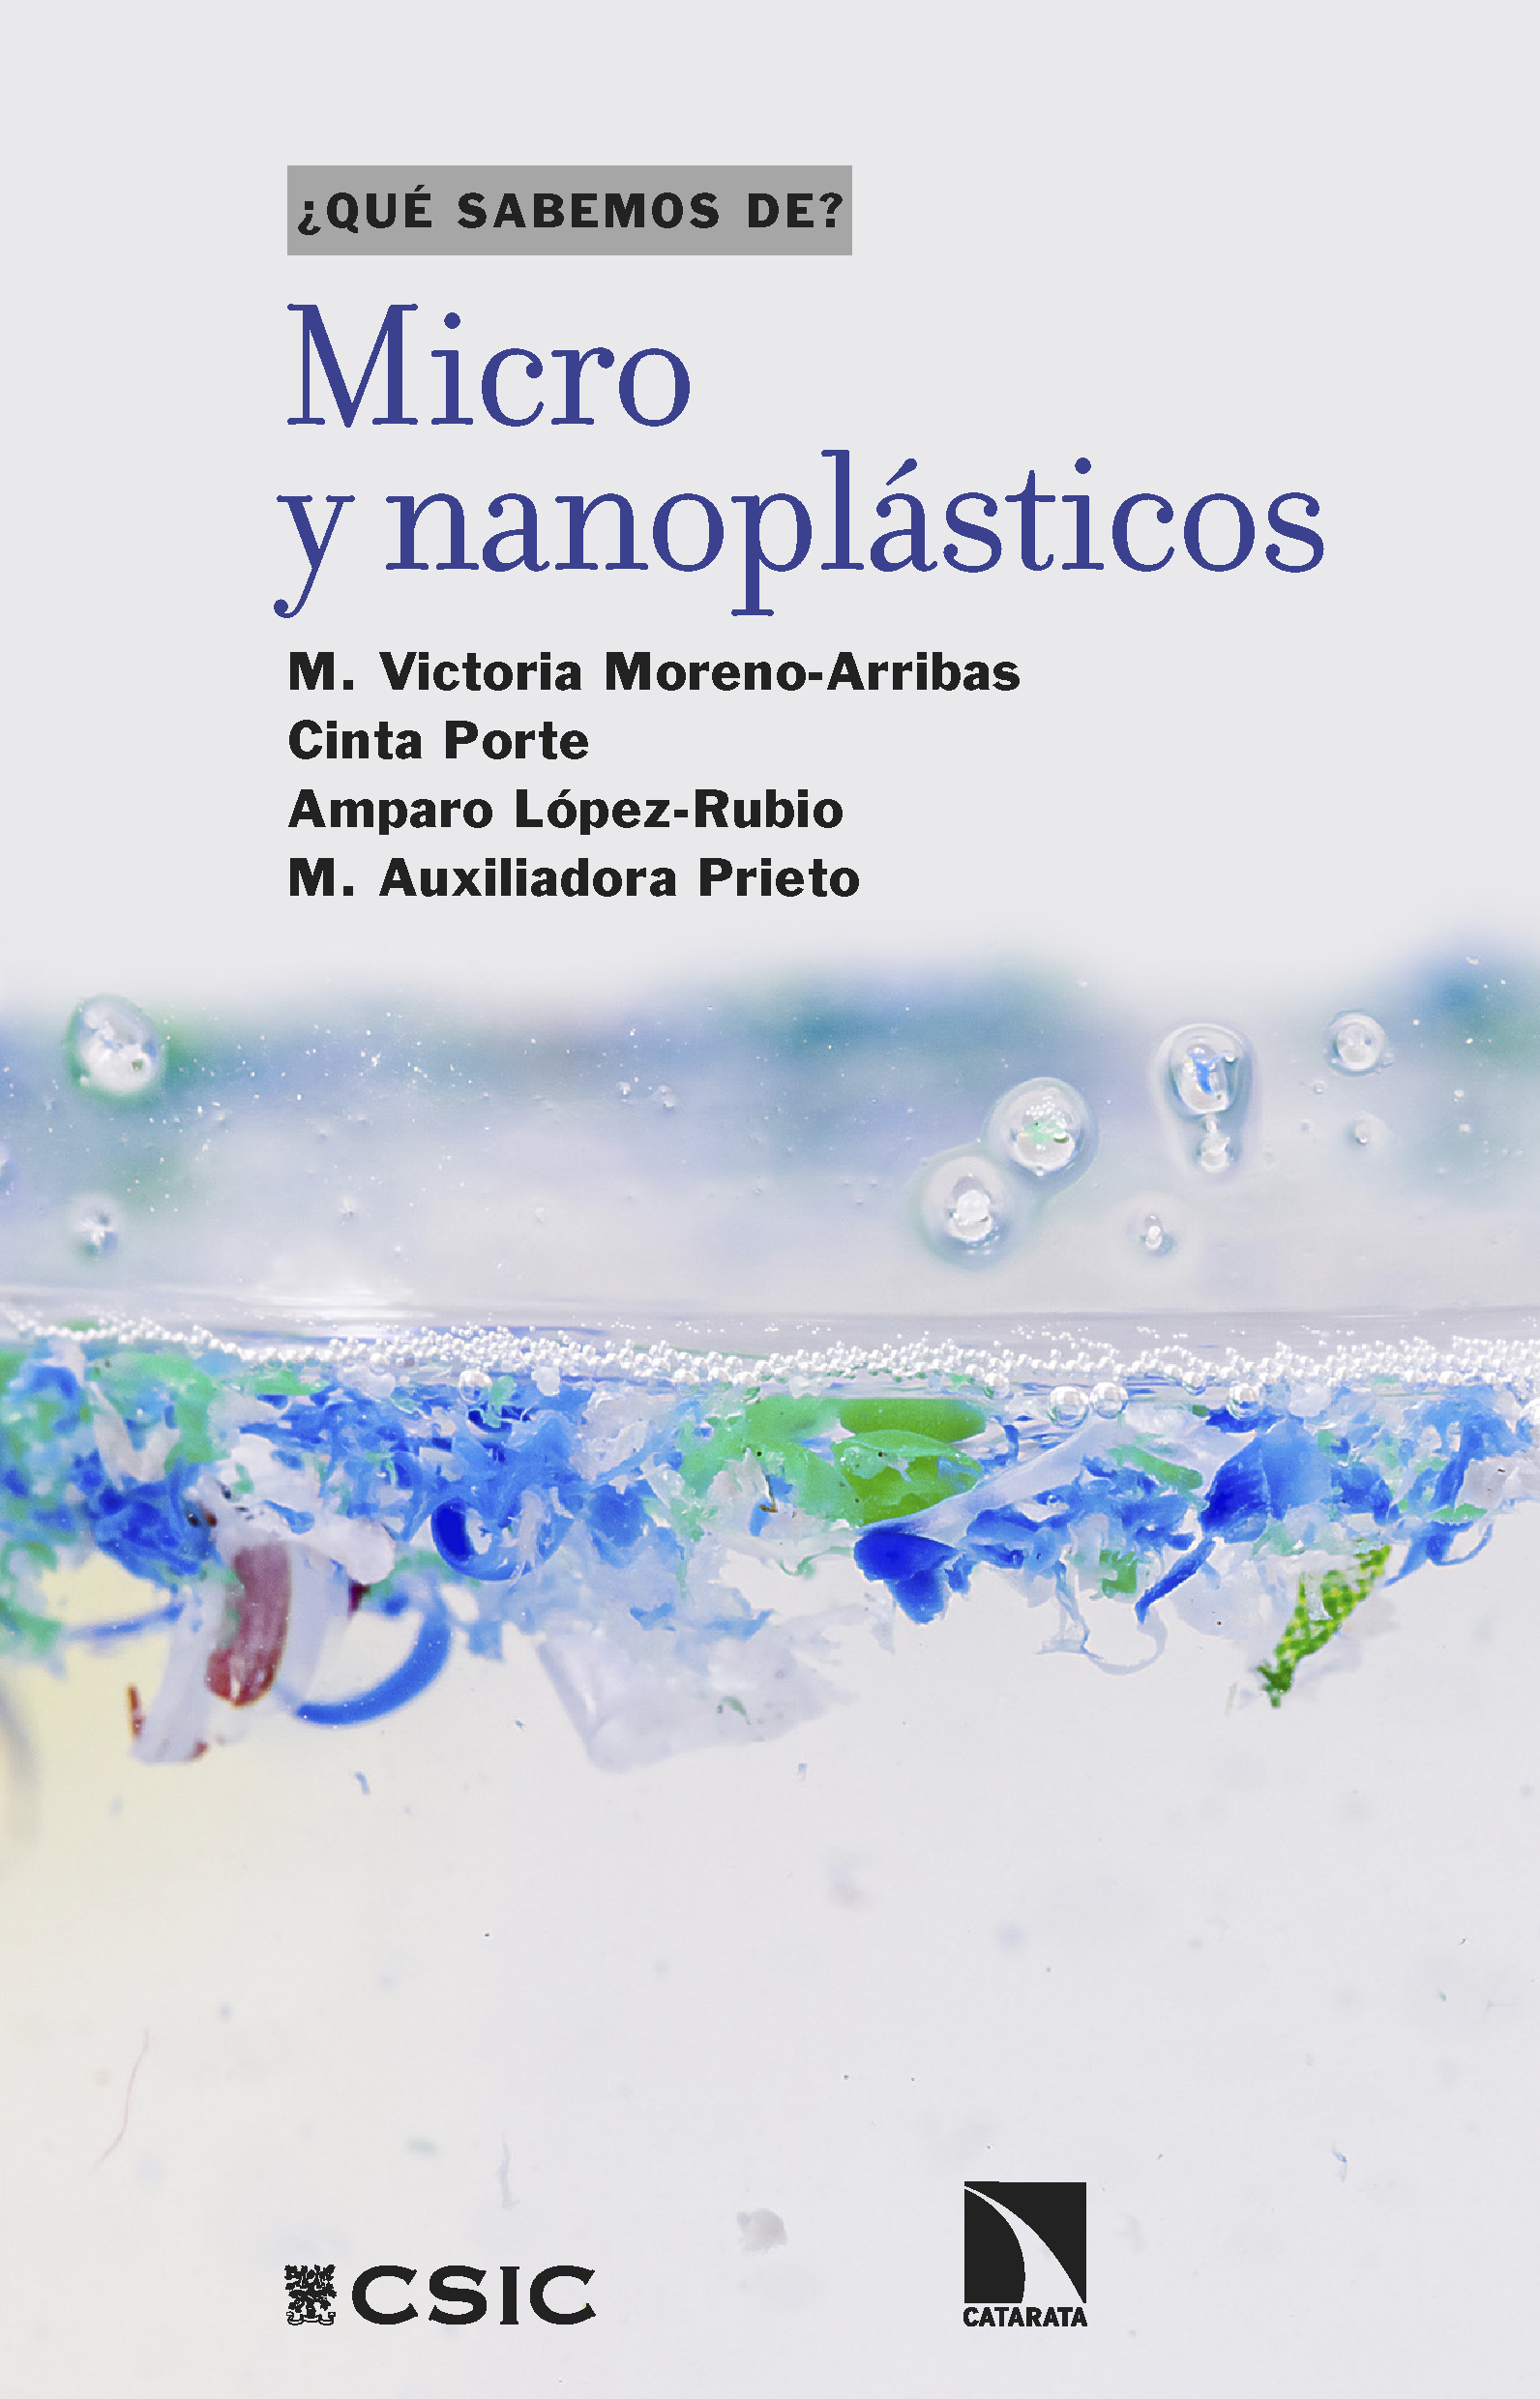 ¿QUÉ SABEMOS DE?
Micro
y nanoplásticos
M. Victoria Moreno-Arribas
Cinta Porte
Amparo López-Rubio
M. Auxiliadora Prieto
CSIC
CATARATA